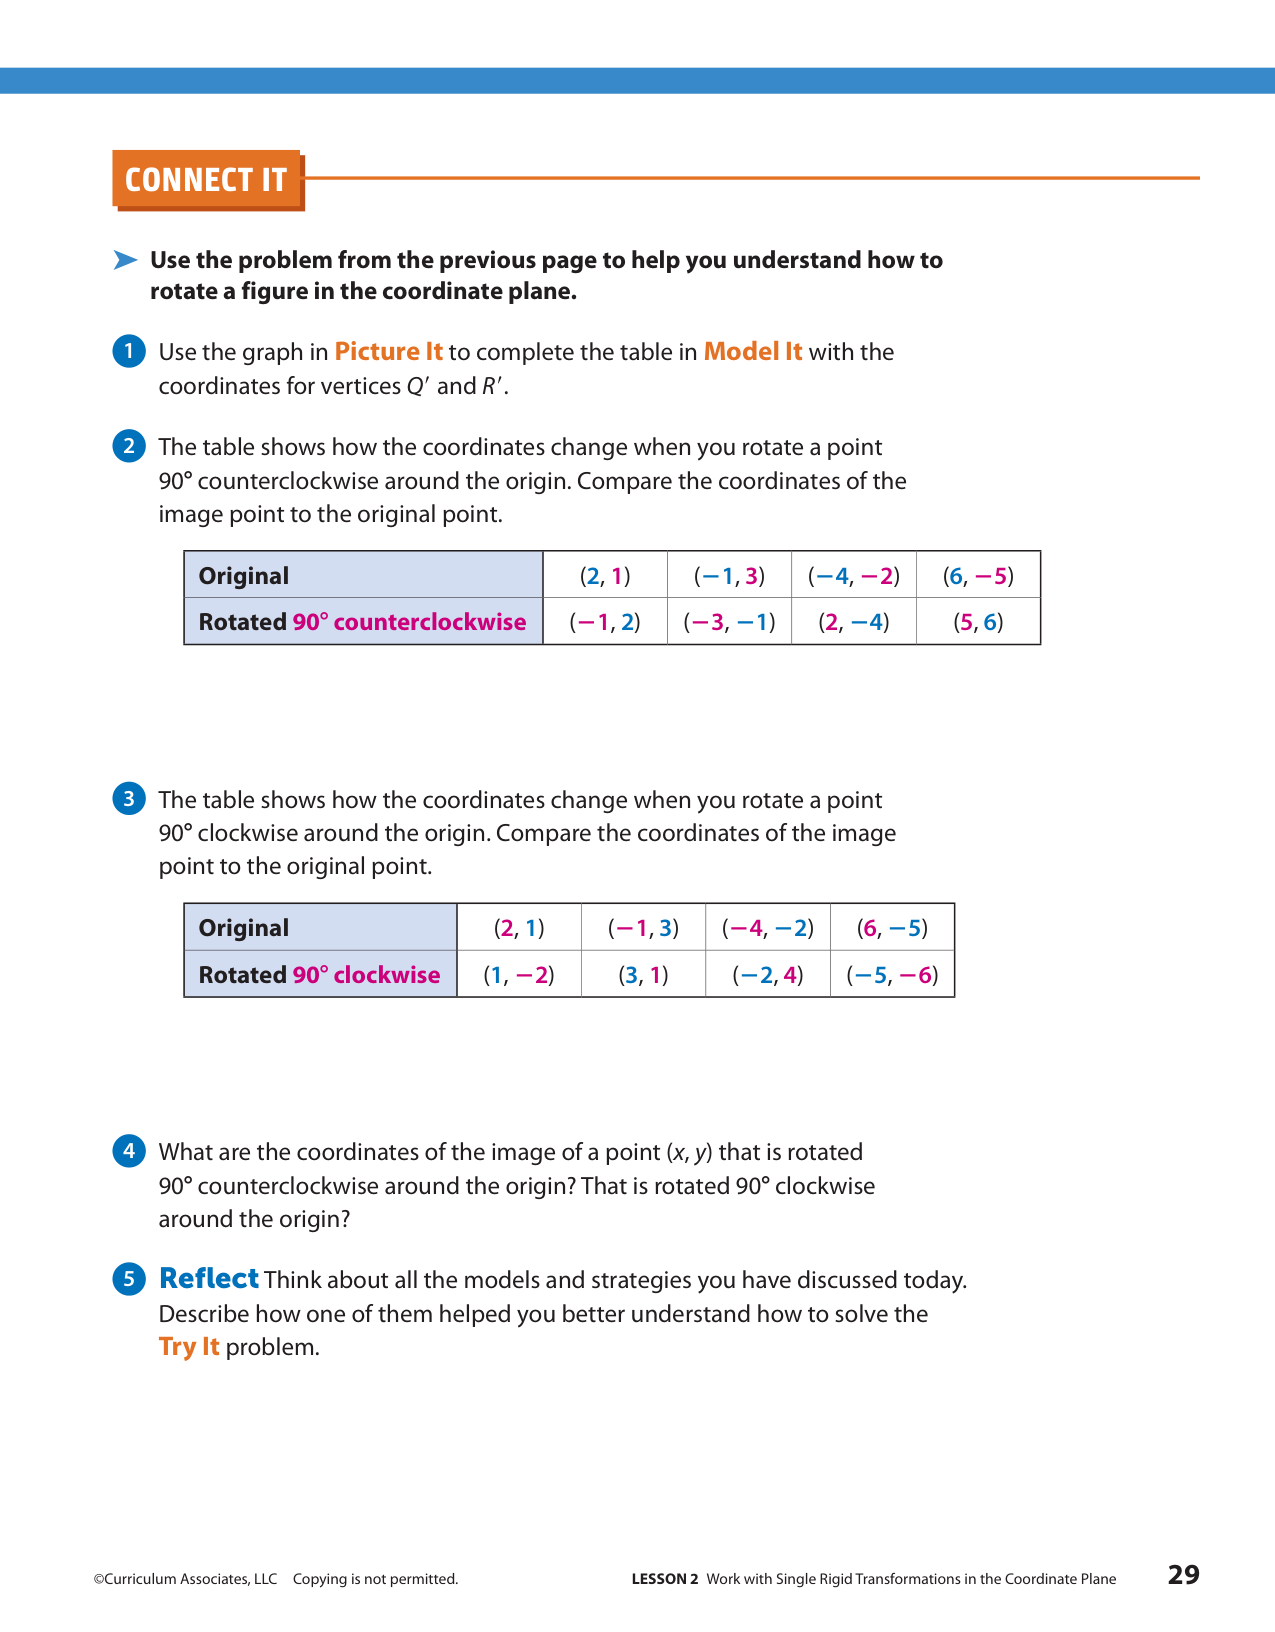 CONNECT IT
Use the problem from the previous page to help you understand how to
rotate a figure in the coordinate plane.
1 Use the graph in Picture It to complete the table in Model It with the
coordinates for vertices Q′ and R′.
2 The table shows how the coordinates change when you rotate a point
90° counterclockwise around the origin. Compare the coordinates of the
image point to the original point.
Original (2, 1) (−1, 3) (−4, −2) (6, −5)
Rotated 90° counterclockwise (−1, 2) (−3, −1) (2, −4) (5, 6)
3 The table shows how the coordinates change when you rotate a point
90° clockwise around the origin. Compare the coordinates of the image
point to the original point.
Original (2, 1) (−1, 3) (−4, −2) (6, −5)
Rotated 90° clockwise (1, −2) (3, 1) (−2, 4) (−5, −6)
4 What are the coordinates of the image of a point (x, y) that is rotated
90° counterclockwise around the origin? That is rotated 90° clockwise
around the origin?
5 Reflect Think about all the models and strategies you have discussed today.
Describe how one of them helped you better understand how to solve the
Try It problem.
©Curriculum Associates, LLC Copying is not permitted. LESSON 2 Work with Single Rigid Transformations in the Coordinate Plane 29